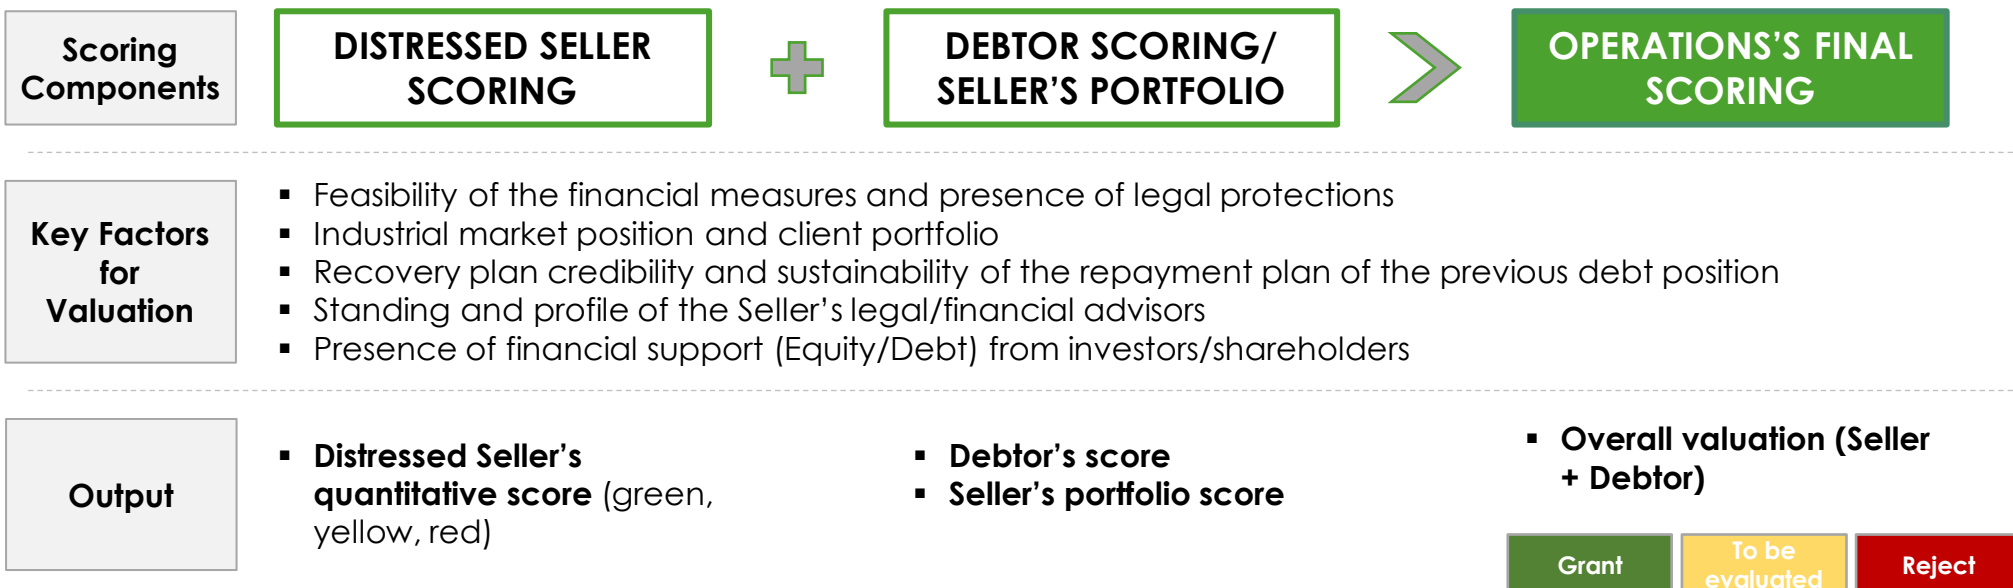 Scoring
Components
DISTRESSED SELLER
SCORING
DEBTOR SCORING/
SELLER’S PORTFOLIO
OPERATIONS’S FINAL
SCORING
Key Factors
for
Valuation
▪ Feasibility of the financial measures and presence of legal protections
▪ Industrial market position and client portfolio
▪ Recovery plan credibility and sustainability of the repayment plan of the previous debt position
▪ Standing and profile of the Seller’s legal/financial advisors
▪ Presence of financial support (Equity/Debt) from investors/shareholders
Output
▪ Distressed Seller’s
quantitative score (green,
yellow, red)
▪ Debtor’s score
▪ Seller’s portfolio score
▪ Overall valuation (Seller
+ Debtor)
Grant
To be
evaluated
Reject